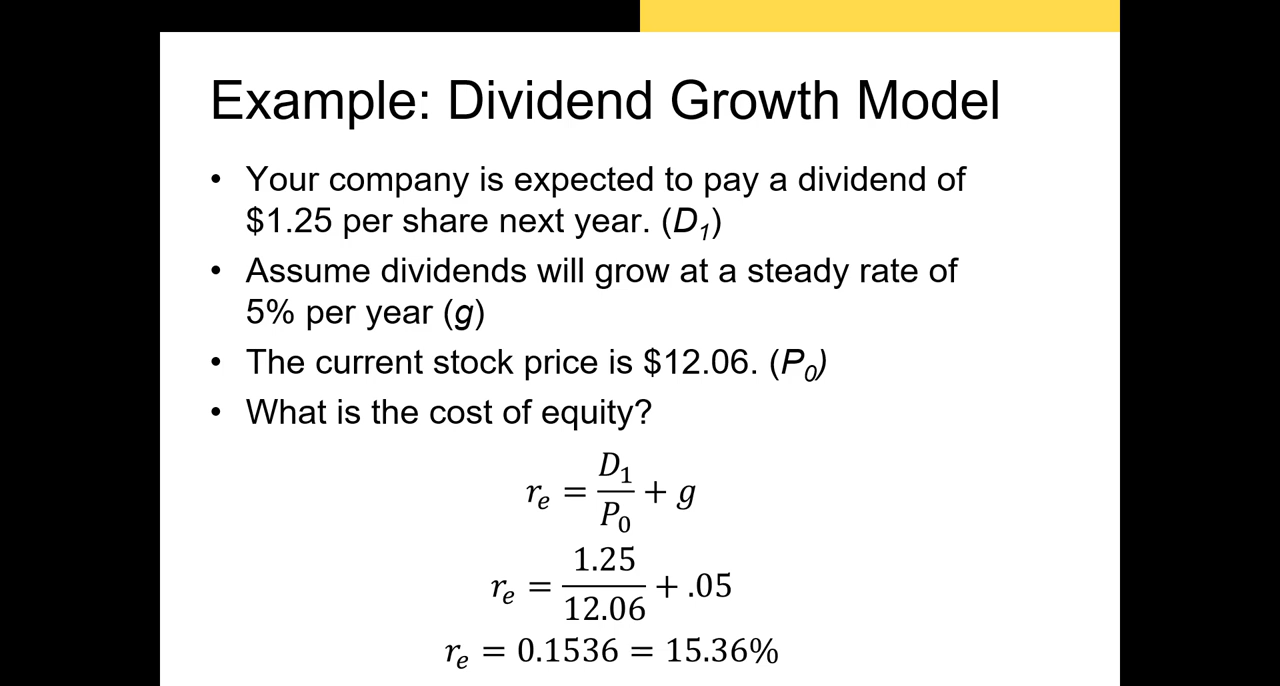 Example: Dividend Growth Model
• Your company is expected to pay a dividend of
$1.25 per share next year. (D₁)
• Assume dividends will grow at a steady rate of
5% per year (g)
• The current stock price is $12.06. (P₀)
• What is the cost of equity?
rₑ = D₁/P₀ + g
rₑ = 1.25/12.06 + .05
rₑ = 0.1536 = 15.36%